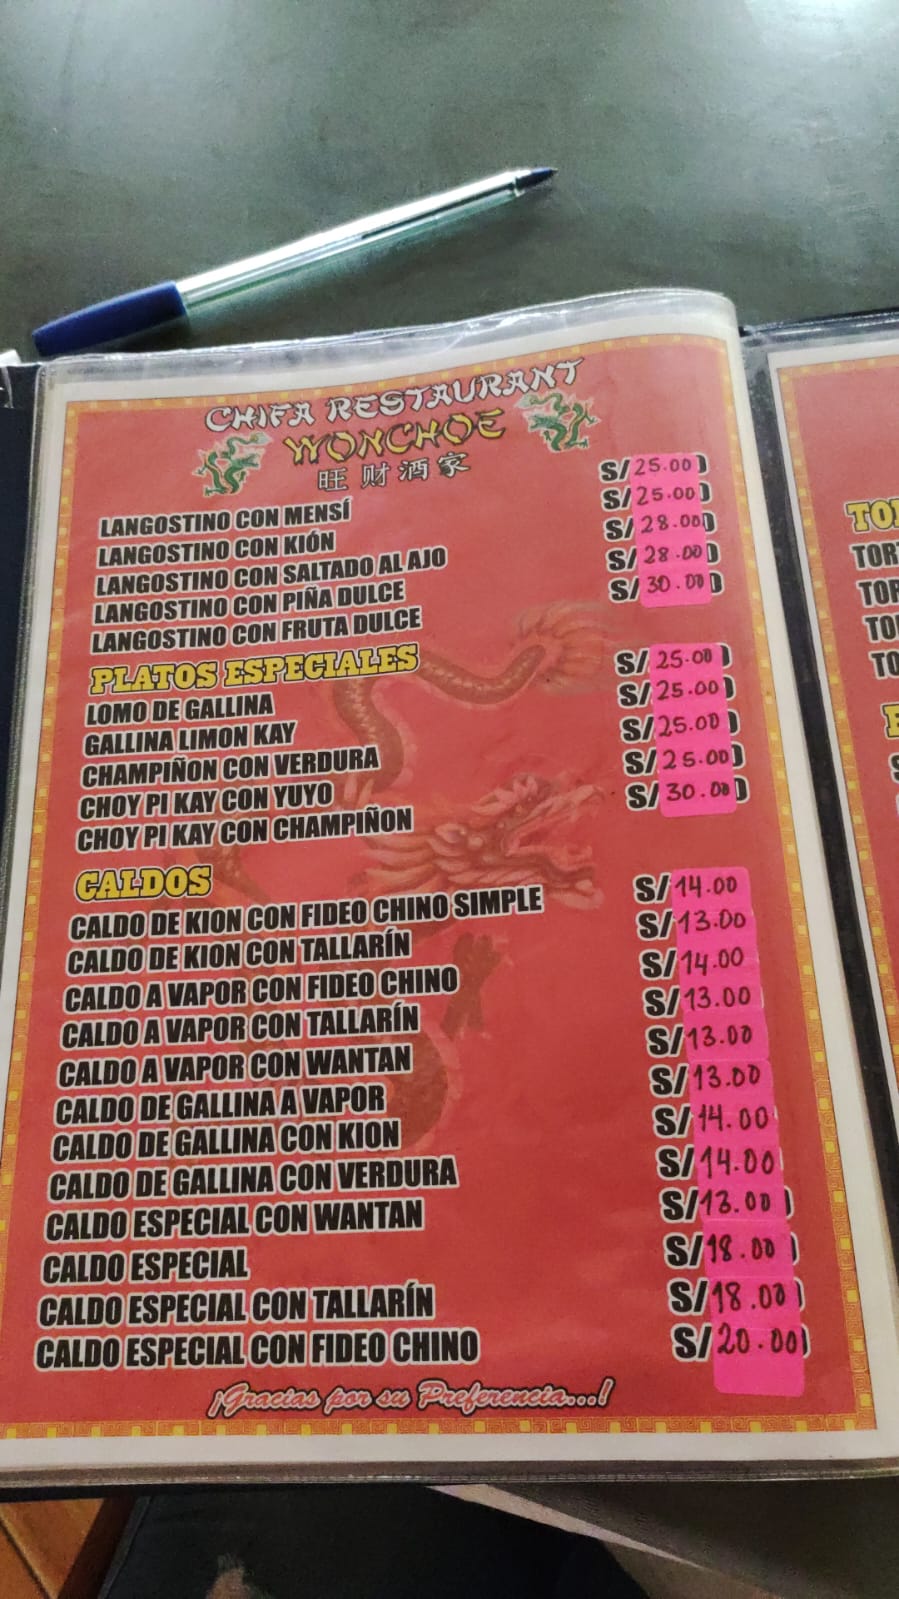 CHIFA RESTAURANT
WONCHOE
旺财酒家
LANGOSTINO CON MENSÍ S/ 25.00
LANGOSTINO CON KIÓN S/ 25.00
LANGOSTINO CON SALTADO AL AJO S/ 28.00
LANGOSTINO CON PIÑA DULCE S/ 28.00
LANGOSTINO CON FRUTA DULCE S/ 30.00
PLATOS ESPECIALES
LOMO DE GALLINA S/ 25.00
GALLINA LIMON KAY S/ 25.00
CHAMPIÑON CON VERDURA S/ 25.00
CHOY PI KAY CON YUYO S/ 25.00
CHOY PI KAY CON CHAMPIÑON S/ 30.00
CALDOS
CALDO DE KION CON FIDEO CHINO SIMPLE S/ 14.00
CALDO DE KION CON TALLARÍN S/ 13.00
CALDO A VAPOR CON FIDEO CHINO S/ 14.00
CALDO A VAPOR CON TALLARÍN S/ 13.00
CALDO A VAPOR CON WANTAN S/ 13.00
CALDO DE GALLINA A VAPOR S/ 13.00
CALDO DE GALLINA CON KION S/ 14.00
CALDO DE GALLINA CON VERDURA S/ 14.00
CALDO ESPECIAL CON WANTAN S/ 13.00
CALDO ESPECIAL S/ 18.00
CALDO ESPECIAL CON TALLARÍN S/ 18.00
CALDO ESPECIAL CON FIDEO CHINO S/ 20.00
¡Gracias por su Preferencia...!